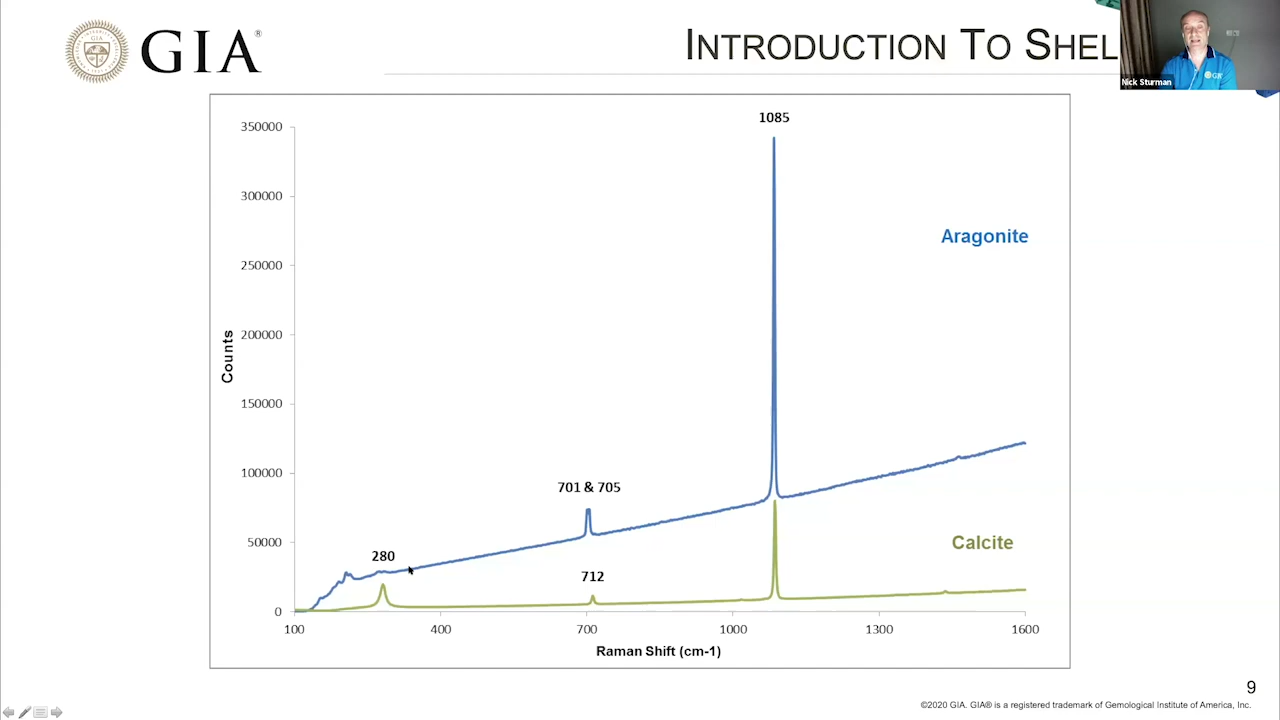 GIA®
INTRODUCTION TO SHEL
Nick Sturman
GIA
1085
350000
300000
250000
200000
150000
100000
50000
0
Counts
Aragonite
701 & 705
280
712
Calcite
100 400 700 1000 1300 1600
Raman Shift (cm-1)
9
©2020 GIA. GIA® is a registered trademark of Gemological Institute of America, Inc.